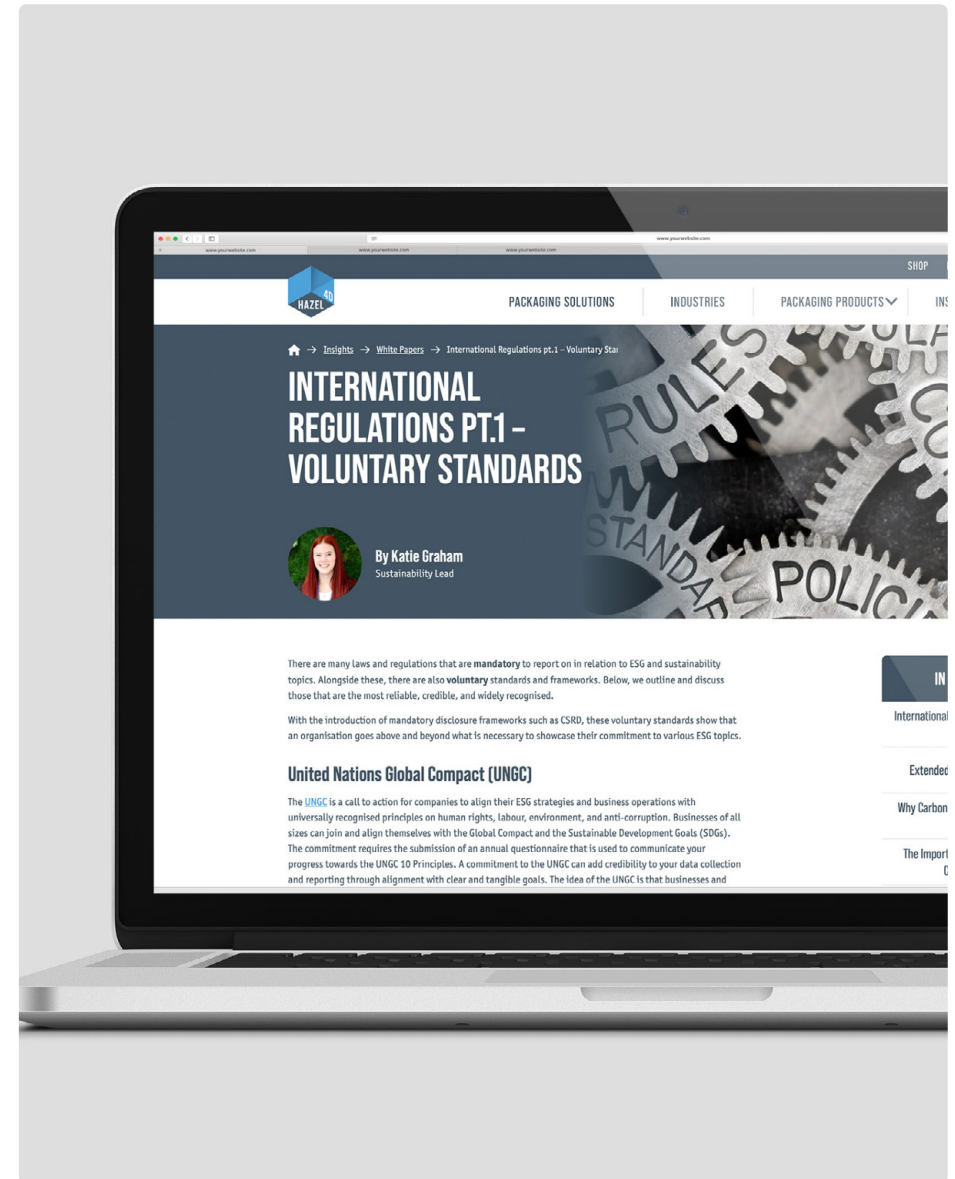 www.yourwebsite.com
www.yourwebsite.com www.yourwebsite.com www.yourwebsite.com
SHOP
HAZEL 4D
PACKAGING SOLUTIONS INDUSTRIES PACKAGING PRODUCTS INS
Insights → White Papers → International Regulations pt.1 – Voluntary Star
INTERNATIONAL
REGULATIONS PT.1 –
VOLUNTARY STANDARDS
By Katie Graham
Sustainability Lead
RULES
STANDAR
POLICI
There are many laws and regulations that are mandatory to report on in relation to ESG and sustainability
topics. Alongside these, there are also voluntary standards and frameworks. Below, we outline and discuss
those that are the most reliable, credible, and widely recognised.
With the introduction of mandatory disclosure frameworks such as CSRD, these voluntary standards show that
an organisation goes above and beyond what is necessary to showcase their commitment to various ESG topics.
United Nations Global Compact (UNGC)
The UNGC is a call to action for companies to align their ESG strategies and business operations with
universally recognised principles on human rights, labour, environment, and anti-corruption. Businesses of all
sizes can join and align themselves with the Global Compact and the Sustainable Development Goals (SDGs).
The commitment requires the submission of an annual questionnaire that is used to communicate your
progress towards the UNGC 10 Principles. A commitment to the UNGC can add credibility to your data collection
and reporting through alignment with clear and tangible goals. The idea of the UNGC is that businesses and
IN
International
Extended
Why Carbon
The Import